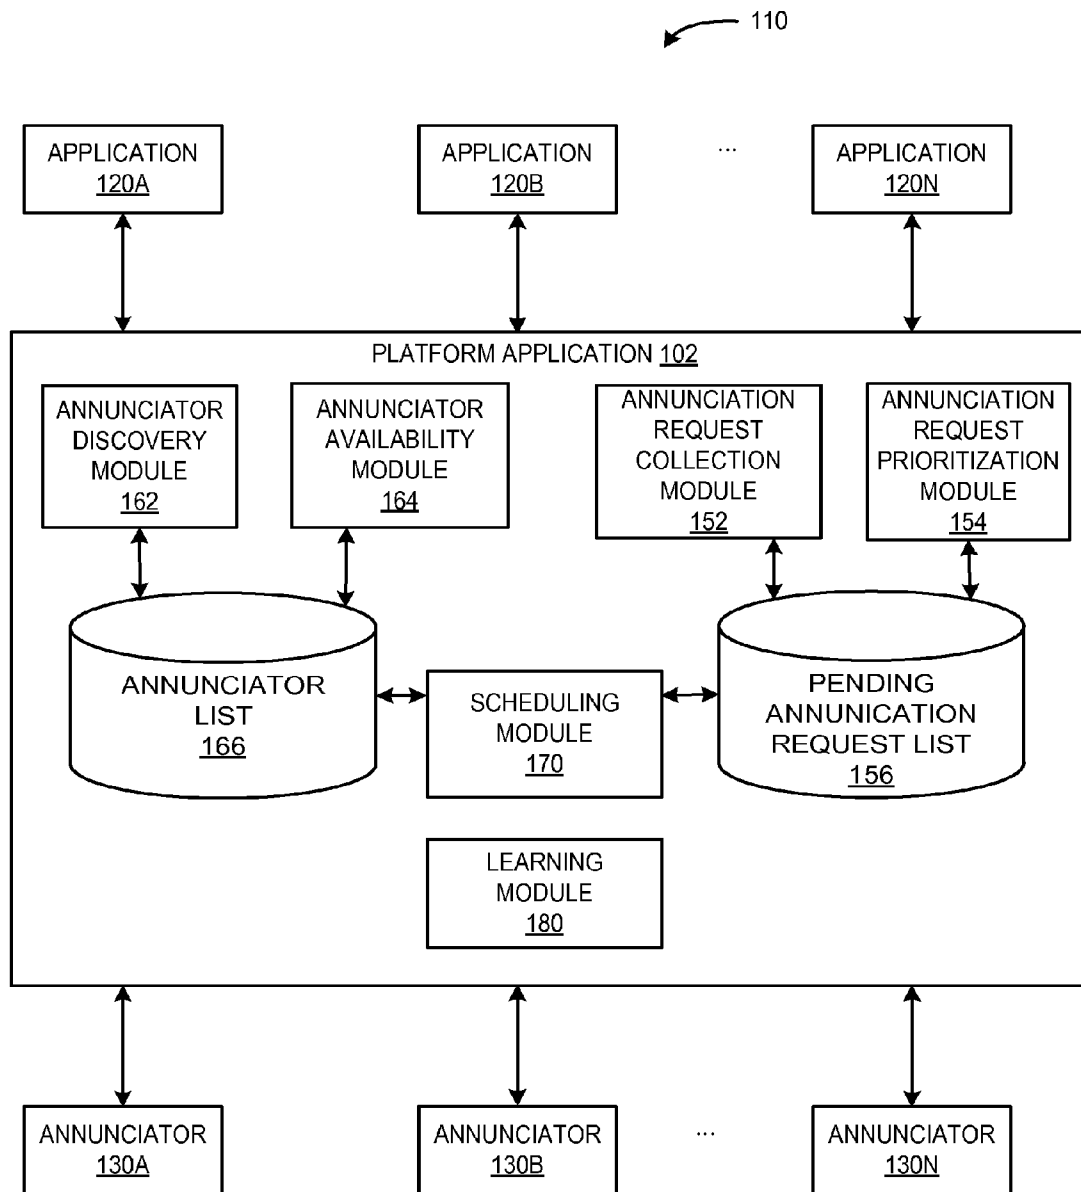 110
APPLICATION
120A
APPLICATION
120B
...
APPLICATION
120N
PLATFORM APPLICATION 102
ANNUNCIATOR
DISCOVERY
MODULE
162
ANNUNCIATOR
AVAILABILITY
MODULE
164
ANNUNCIATION
REQUEST
COLLECTION
MODULE
152
ANNUNCIATION
REQUEST
PRIORITIZATION
MODULE
154
ANNUNCIATOR
LIST
166
SCHEDULING
MODULE
170
PENDING
ANNUNICATION
REQUEST LIST
156
LEARNING
MODULE
180
ANNUNCIATOR
130A
ANNUNCIATOR
130B
...
ANNUNCIATOR
130N